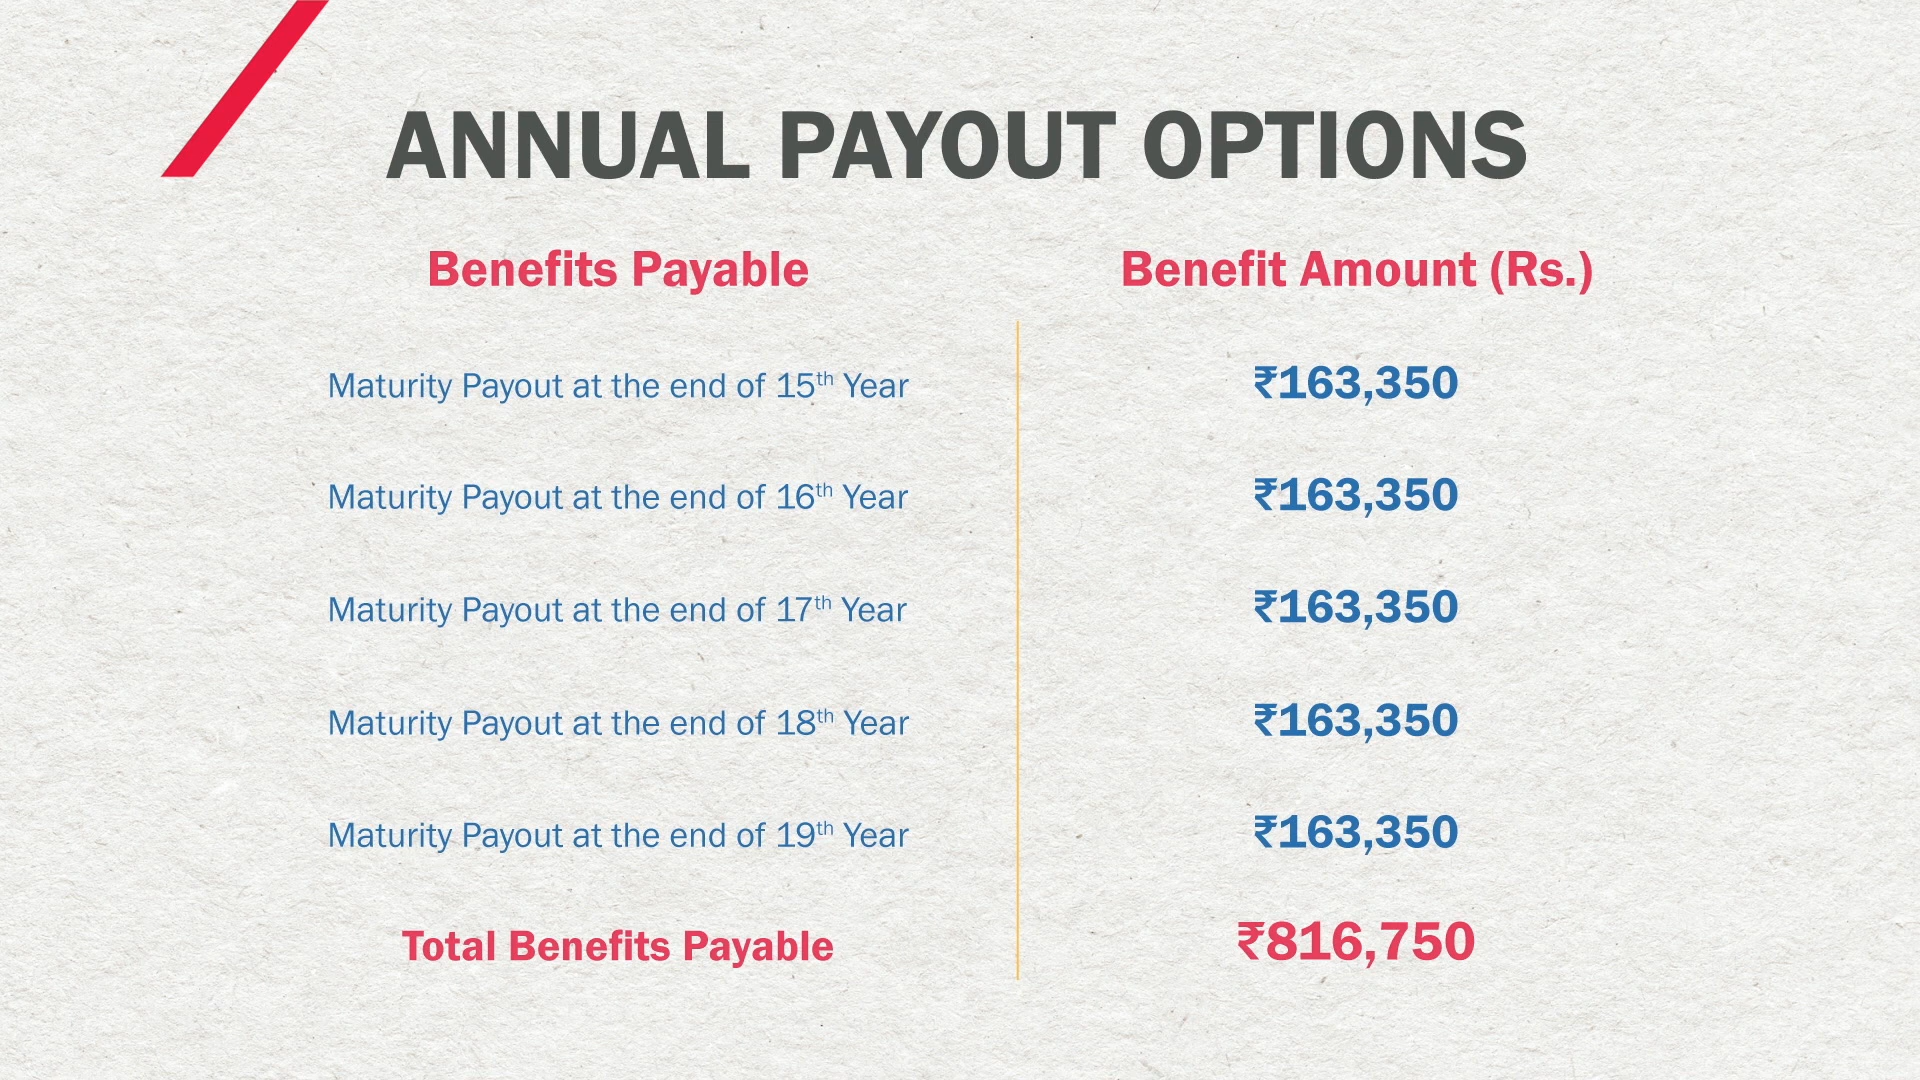 ANNUAL PAYOUT OPTIONS
Benefits Payable Benefit Amount (Rs.)
Maturity Payout at the end of 15th Year ₹163,350
Maturity Payout at the end of 16th Year ₹163,350
Maturity Payout at the end of 17th Year ₹163,350
Maturity Payout at the end of 18th Year ₹163,350
Maturity Payout at the end of 19th Year ₹163,350
Total Benefits Payable ₹816,750